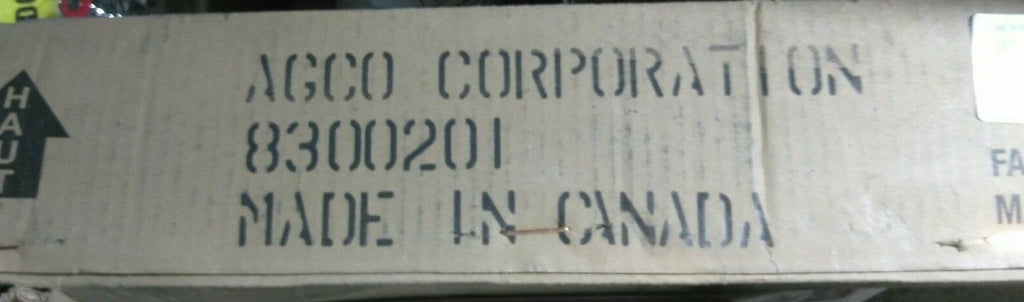 HAUT
AGCO CORPORATION
8300201
MADE IN CANADA
FA
M